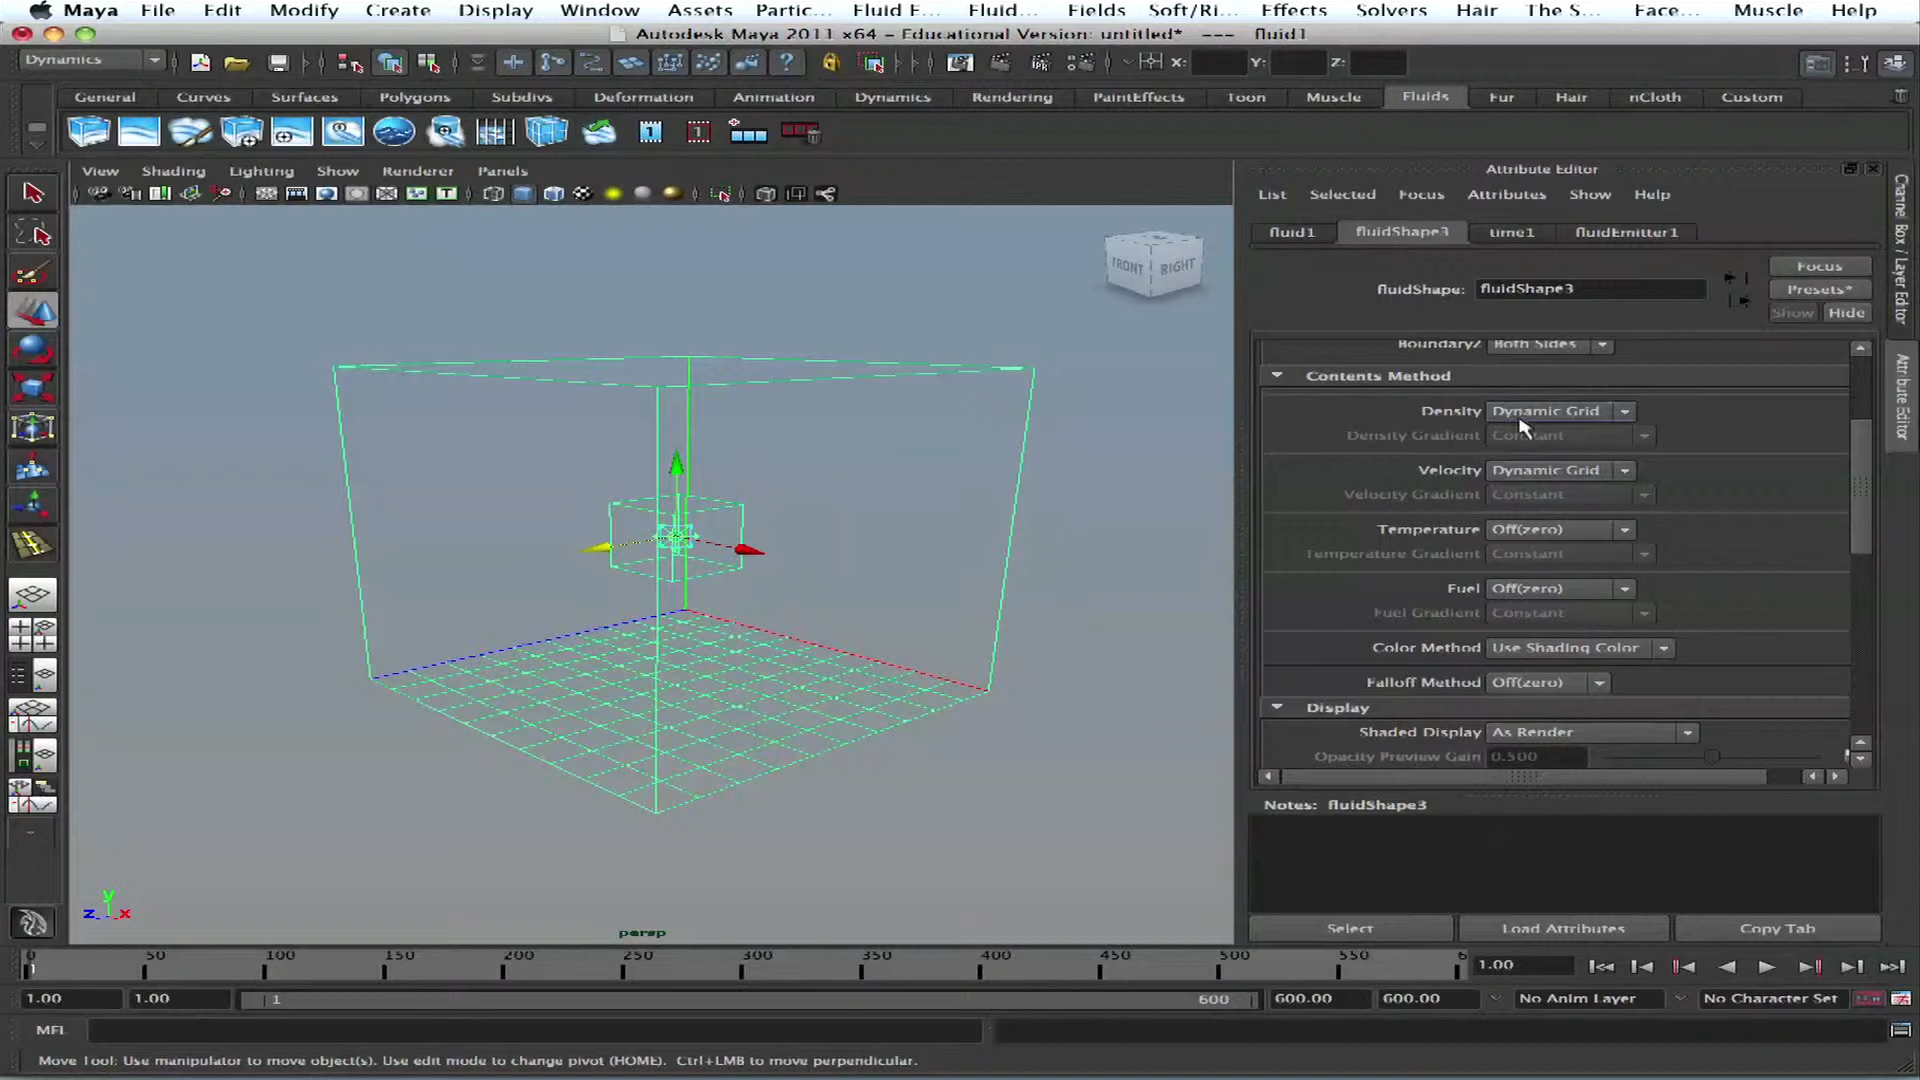 Maya File Edit Modify Create Display Window Assets Partic... Fluid E... Fluid... Fields Soft/Ri... Effects Solvers Hair The S... Face... Muscle Help
Autodesk Maya 2011 x64 – Educational Version: untitled* --- fluid1
Dynamics X: Y: Z:
General Curves Surfaces Polygons Subdivs Deformation Animation Dynamics Rendering PaintEffects Toon Muscle Fluids Fur Hair nCloth Custom
View Shading Lighting Show Renderer Panels
FRONT RIGHT
persp
y
z x
Attribute Editor
List Selected Focus Attributes Show Help
fluid1 fluidShape3 time1 fluidEmitter1
Focus
fluidShape: fluidShape3 Presets*
Show Hide
BoundaryZ Both Sides
Contents Method
Density Dynamic Grid
Density Gradient Constant
Velocity Dynamic Grid
Velocity Gradient Constant
Temperature Off(zero)
Temperature Gradient Constant
Fuel Off(zero)
Fuel Gradient Constant
Color Method Use Shading Color
Falloff Method Off(zero)
Display
Shaded Display As Render
Opacity Preview Gain 0.500
Notes: fluidShape3
Select Load Attributes Copy Tab
Channel Box / Layer Editor
Attribute Editor
0 50 100 150 200 250 300 350 400 450 500 550 6
1 1.00
1.00 1.00 1 600 600.00 600.00 No Anim Layer No Character Set
MEL
Move Tool: Use manipulator to move object(s). Use edit mode to change pivot (HOME). Ctrl+LMB to move perpendicular.